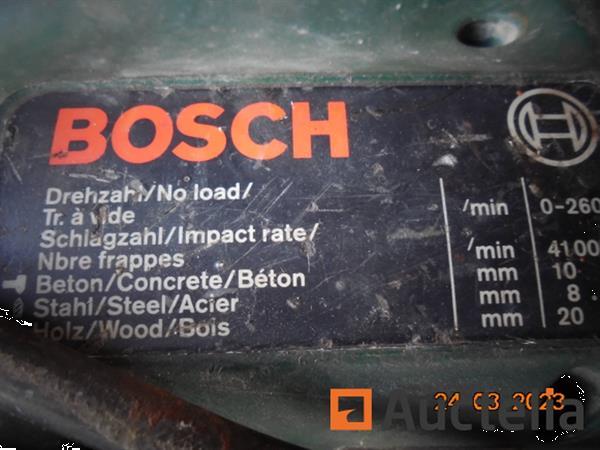 BOSCH
Drehzahl/No load/
Tr. à vide /min 0-260
Schlagzahl/Impact rate/
Nbre frappes /min 4100
Beton/Concrete/Béton mm 10
Stahl/Steel/Acier mm 8
Holz/Wood/Bois mm 20
24 03 2023
Auctelia